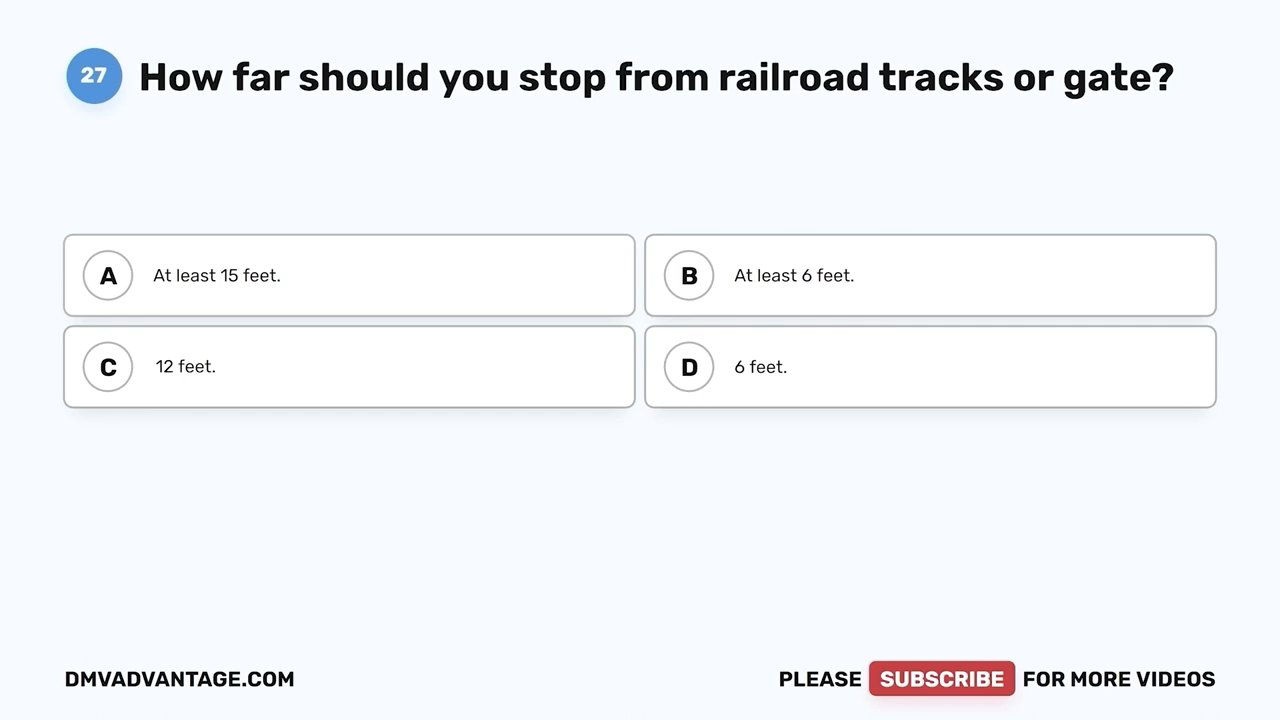 27 How far should you stop from railroad tracks or gate?
A At least 15 feet.
B At least 6 feet.
C 12 feet.
D 6 feet.
DMVADVANTAGE.COM
PLEASE SUBSCRIBE FOR MORE VIDEOS